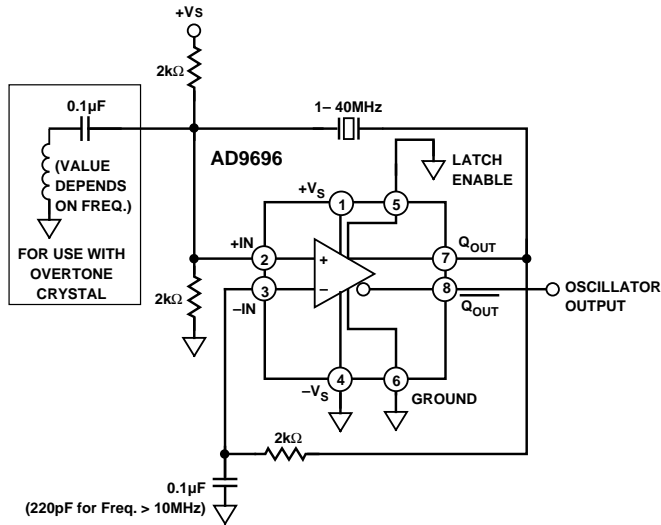 +VS
2kΩ
0.1µF
1– 40MHz
(VALUE
DEPENDS
ON FREQ.)
AD9696
LATCH
ENABLE
+VS
1
5
FOR USE WITH
OVERTONE
CRYSTAL
+IN
2
+
7
QOUT
2kΩ
3
–
8
QOUT
OSCILLATOR
OUTPUT
–IN
–VS
4
6
GROUND
2kΩ
0.1µF
(220pF for Freq. > 10MHz)